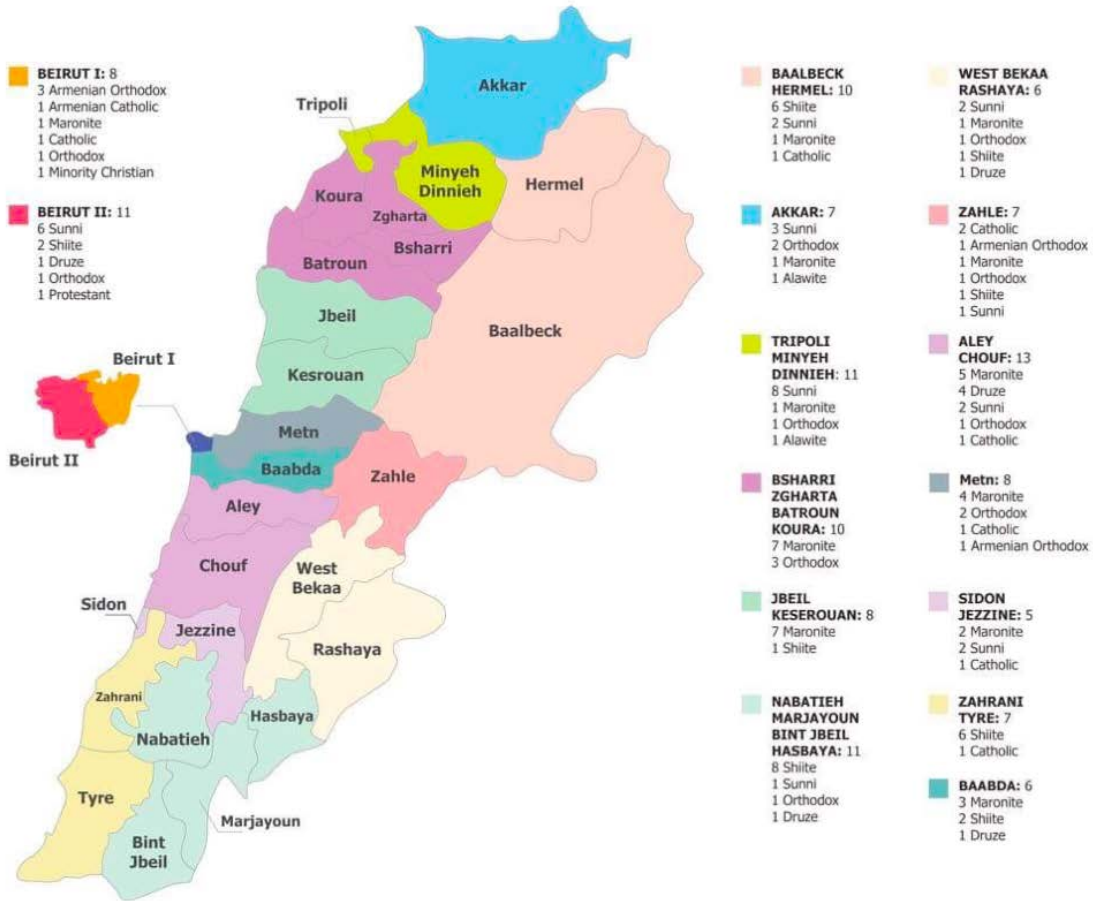 BEIRUT I: 8
3 Armenian Orthodox
1 Armenian Catholic
1 Maronite
1 Catholic
1 Orthodox
1 Minority Christian
BEIRUT II: 11
6 Sunni
2 Shiite
1 Druze
1 Orthodox
1 Protestant
Beirut I
Beirut II
Akkar
Tripoli
Minyeh
Dinnieh
Hermel
Koura
Zgharta
Bsharri
Batroun
Jbeil
Baalbeck
Kesrouan
Metn
Baabda
Zahle
Aley
Chouf
West
Bekaa
Sidon
Jezzine
Rashaya
Zahrani
Hasbaya
Nabatieh
Tyre
Marjayoun
Bint
Jbeil
BAALBECK
HERMEL: 10
6 Shiite
2 Sunni
1 Maronite
1 Catholic
AKKAR: 7
3 Sunni
2 Orthodox
1 Maronite
1 Alawite
TRIPOLI
MINYEH
DINNIEH: 11
8 Sunni
1 Maronite
1 Orthodox
1 Alawite
BSHARRI
ZGHARTA
BATROUN
KOURA: 10
7 Maronite
3 Orthodox
JBEIL
KESEROUAN: 8
7 Maronite
1 Shiite
NABATIEH
MARJAYOUN
BINT JBEIL
HASBAYA: 11
8 Shiite
1 Sunni
1 Orthodox
1 Druze
WEST BEKAA
RASHAYA: 6
2 Sunni
1 Maronite
1 Orthodox
1 Shiite
1 Druze
ZAHLE: 7
2 Catholic
1 Armenian Orthodox
1 Maronite
1 Orthodox
1 Shiite
1 Sunni
ALEY
CHOUF: 13
5 Maronite
4 Druze
2 Sunni
1 Orthodox
1 Catholic
Metn: 8
4 Maronite
2 Orthodox
1 Catholic
1 Armenian Orthodox
SIDON
JEZZINE: 5
2 Maronite
2 Sunni
1 Catholic
ZAHRANI
TYRE: 7
6 Shiite
1 Catholic
BAABDA: 6
3 Maronite
2 Shiite
1 Druze